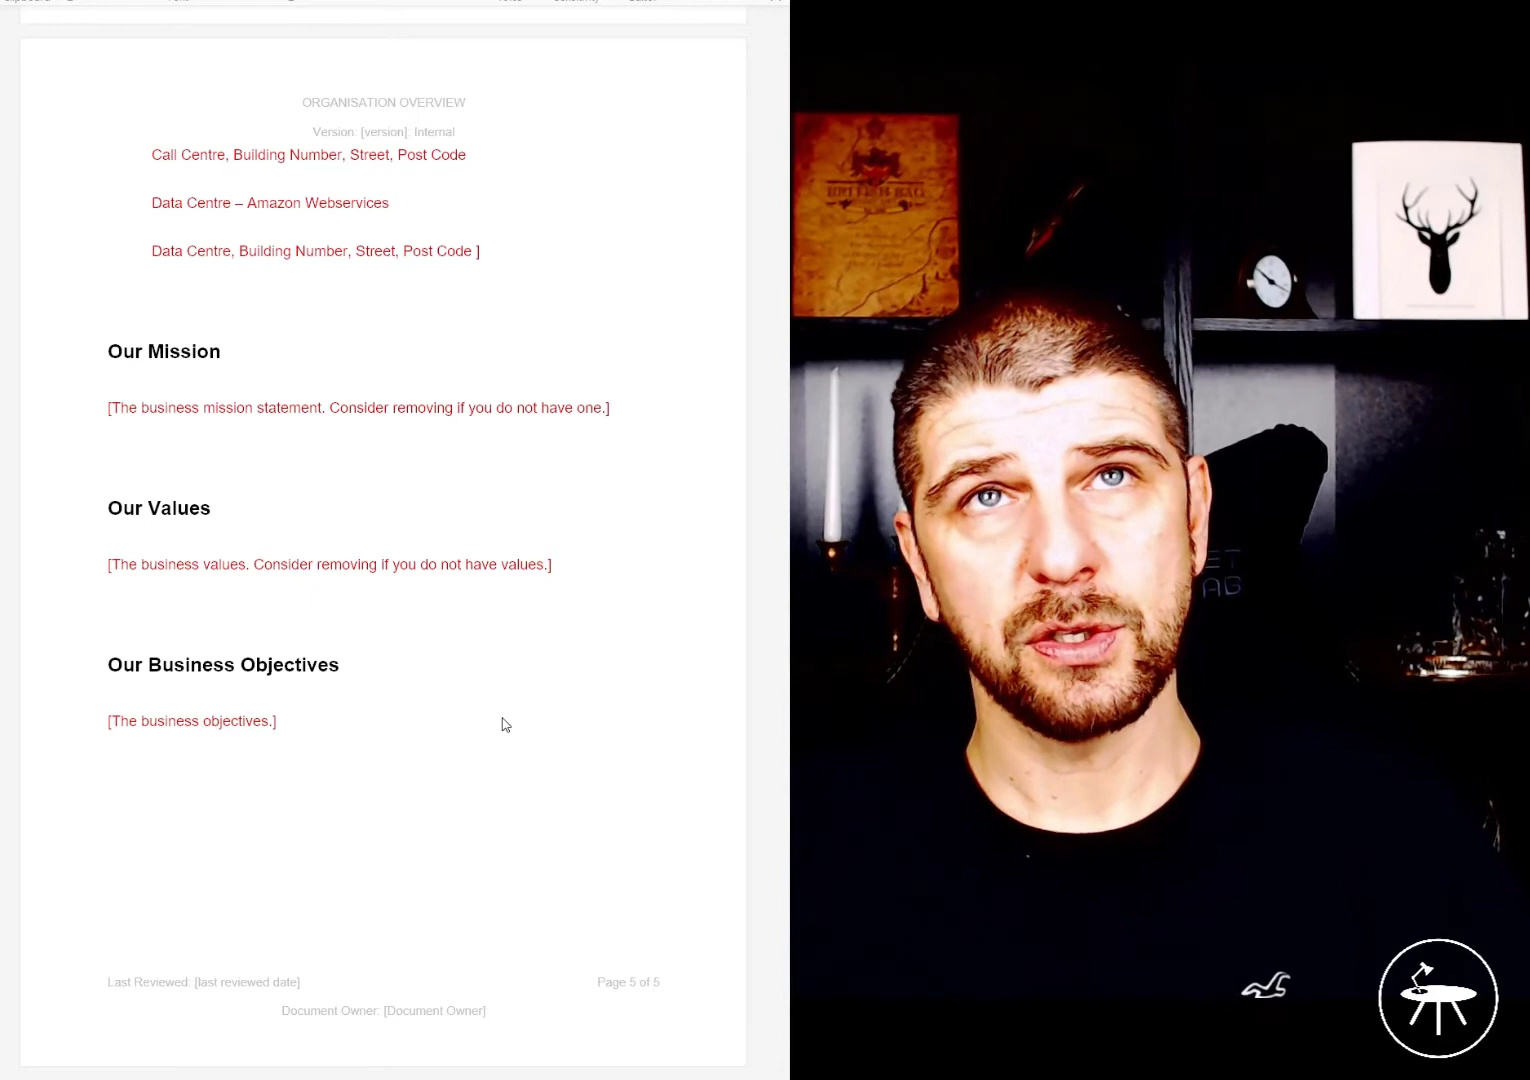 ORGANISATION OVERVIEW
Version: [version]: Internal
Call Centre, Building Number, Street, Post Code
Data Centre – Amazon Webservices
Data Centre, Building Number, Street, Post Code ]
Our Mission
[The business mission statement. Consider removing if you do not have one.]
Our Values
[The business values. Consider removing if you do not have values.]
Our Business Objectives
[The business objectives.]
Last Reviewed: [last reviewed date]
Page 5 of 5
Document Owner: [Document Owner]